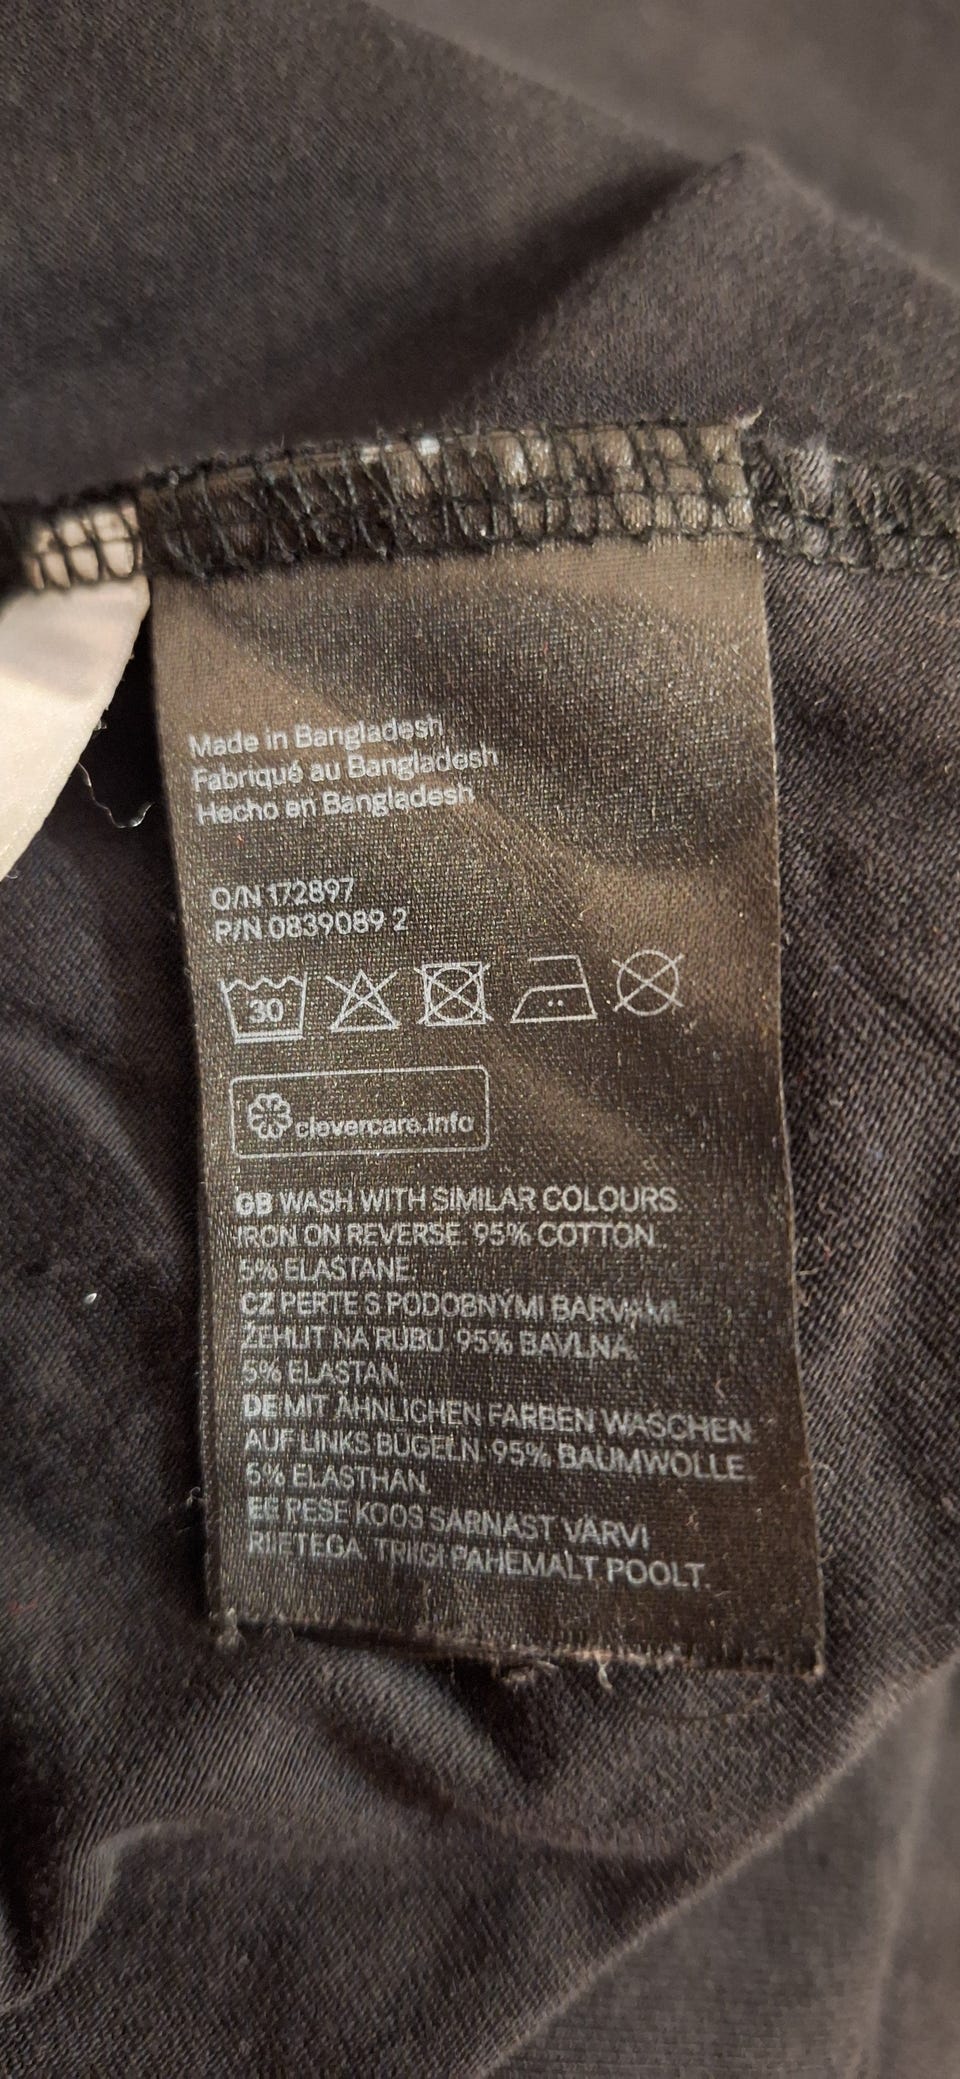 Made in Bangladesh
Fabriqué au Bangladesh
Hecho en Bangladesh
O/N 172897
P/N 0839089 2
30
clevercare.info
GB WASH WITH SIMILAR COLOURS.
IRON ON REVERSE. 95% COTTON.
5% ELASTANE.
CZ PERTE S PODOBNÝMI BARVAMI.
ŽEHLIT NA RUBU. 95% BAVLNA.
5% ELASTAN.
DE MIT ÄHNLICHEN FARBEN WASCHEN.
AUF LINKS BÜGELN. 95% BAUMWOLLE.
5% ELASTHAN.
EE PESE KOOS SARNAST VÄRVI
RIIETEGA. TRIIGI PAHEMALT POOLT.